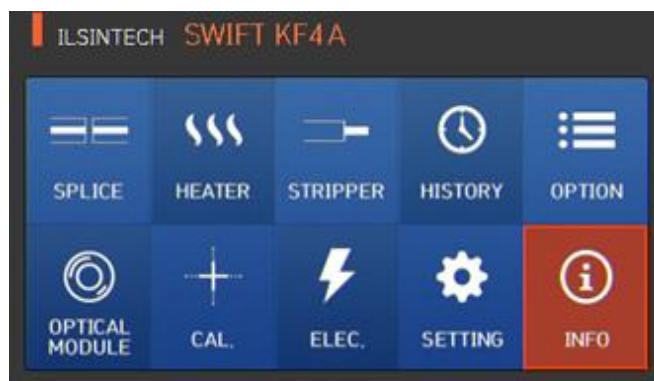 ILSINTECH SWIFT KF4A
SPLICE HEATER STRIPPER HISTORY OPTION
OPTICAL
MODULE CAL. ELEC. SETTING INFO